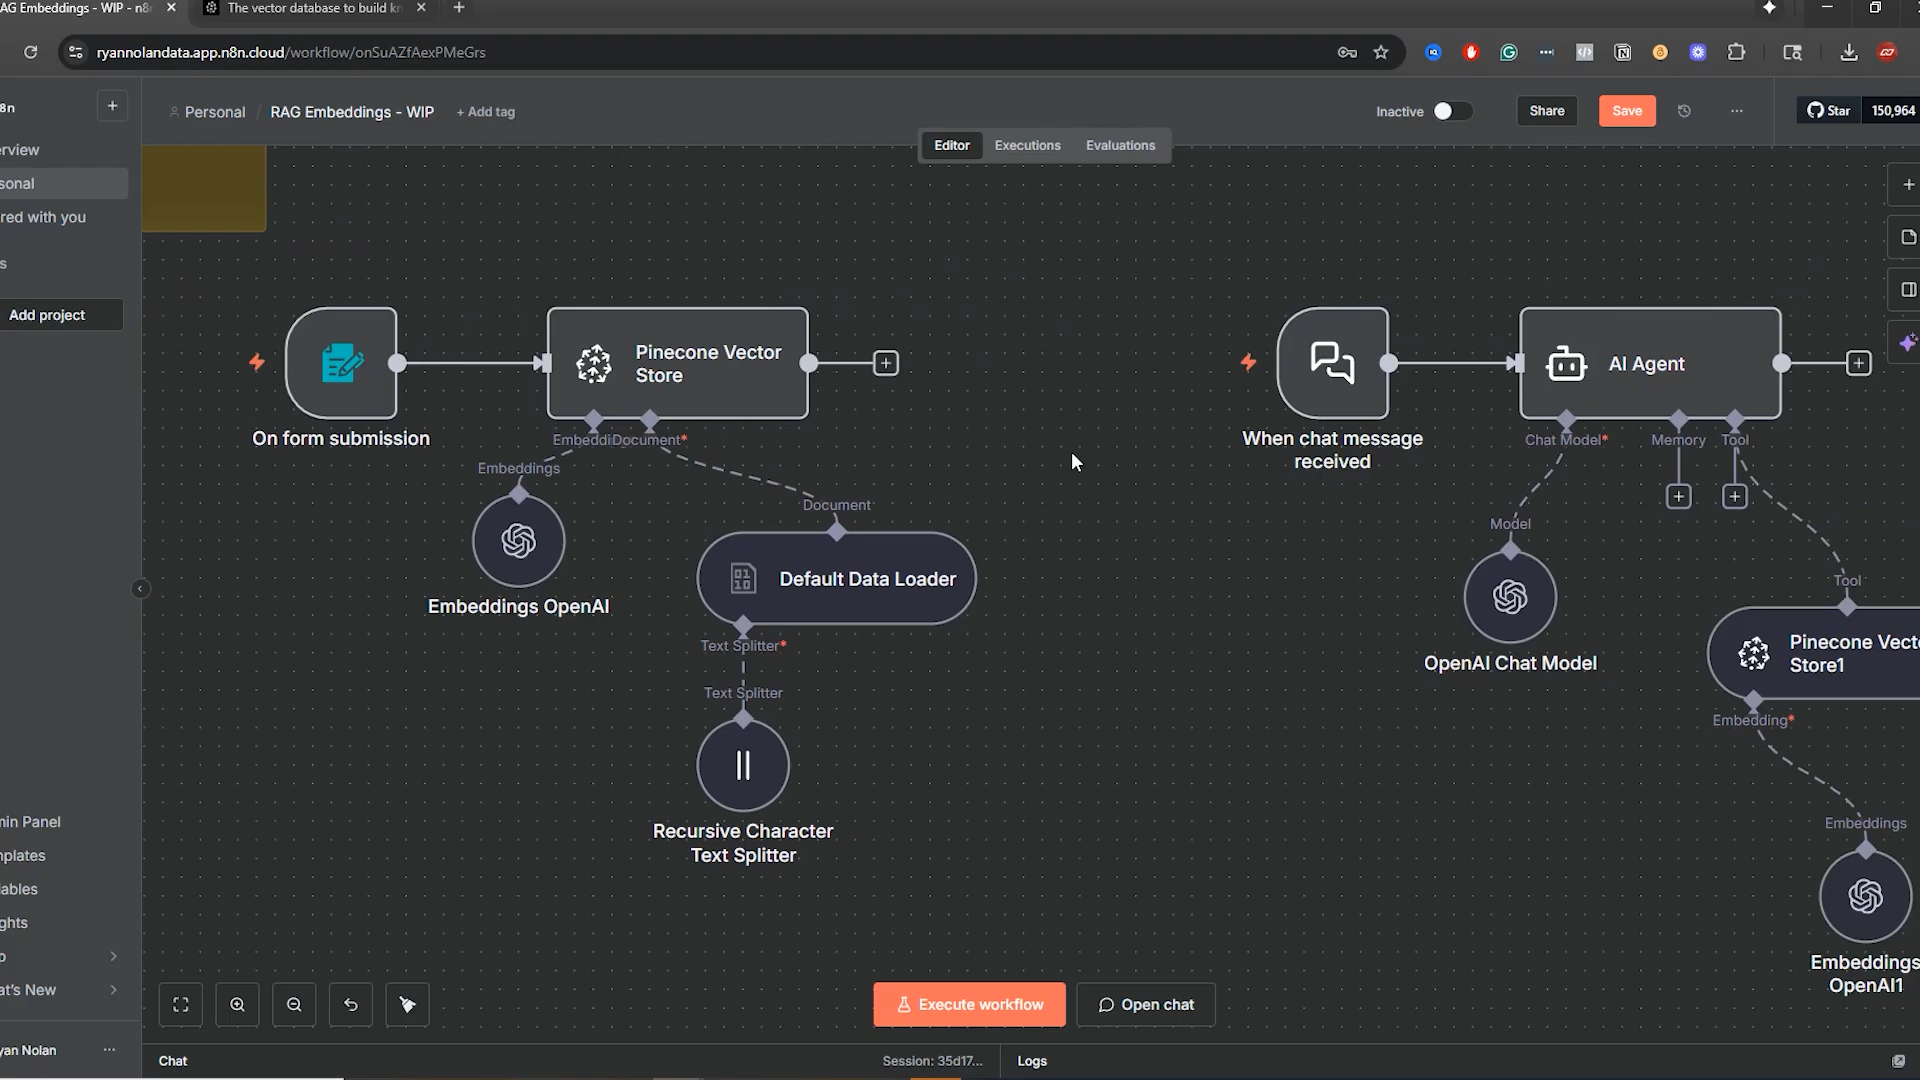 AG Embeddings - WIP - n8
The vector database to build kn
ryannolandata.app.n8n.cloud/workflow/onSuAZfAexPMeGrs
8n
Personal / RAG Embeddings - WIP + Add tag
Inactive
Share
Save
Star 150,964
Editor Executions Evaluations
erview
sonal
red with you
s
Add project
On form submission
Pinecone Vector
Store
Embeddi
Document*
Embeddings
Embeddings OpenAI
Document
Default Data Loader
Text Splitter*
Text Splitter
Recursive Character
Text Splitter
When chat message
received
AI Agent
Chat Model*
Memory
Tool
Model
OpenAI Chat Model
Tool
Pinecone Vecto
Store1
Embedding*
Embeddings
Embeddings
OpenAI1
min Panel
mplates
iables
ights
p
at's New
yan Nolan
Execute workflow
Open chat
Chat
Session: 35d17...
Logs